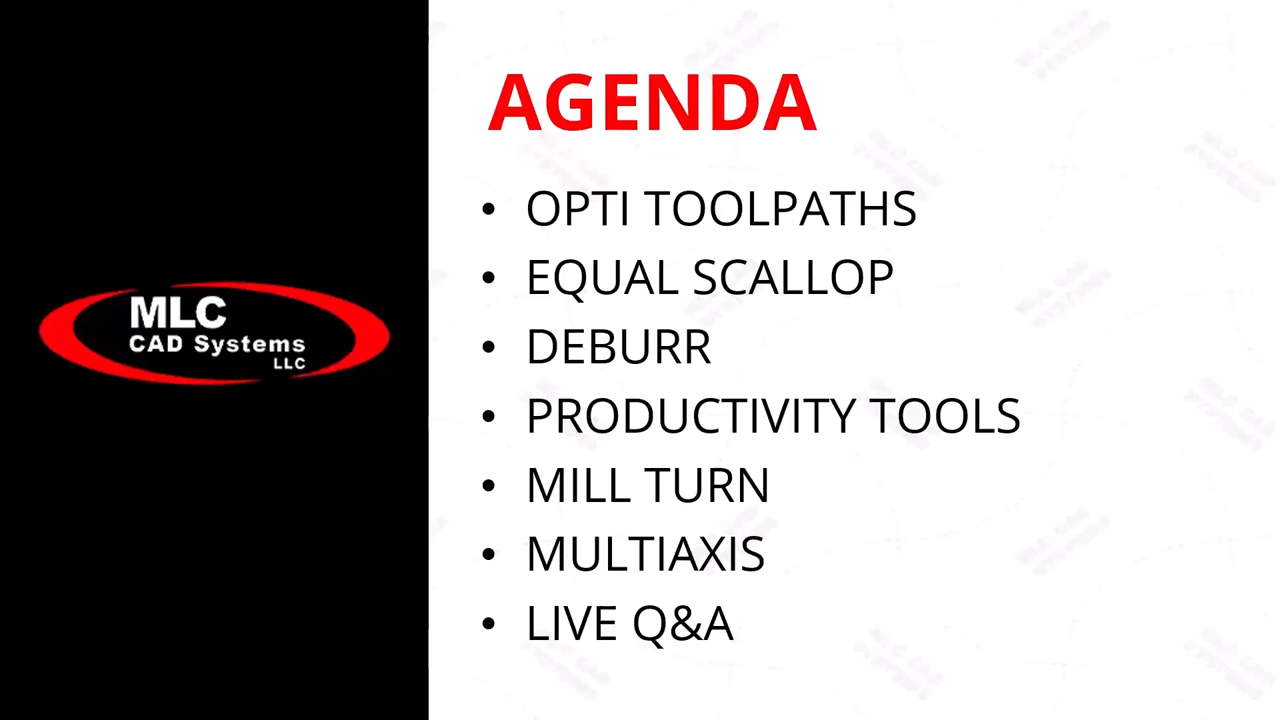 MLC
CAD Systems
LLC
AGENDA
• OPTI TOOLPATHS
• EQUAL SCALLOP
• DEBURR
• PRODUCTIVITY TOOLS
• MILL TURN
• MULTIAXIS
• LIVE Q&A